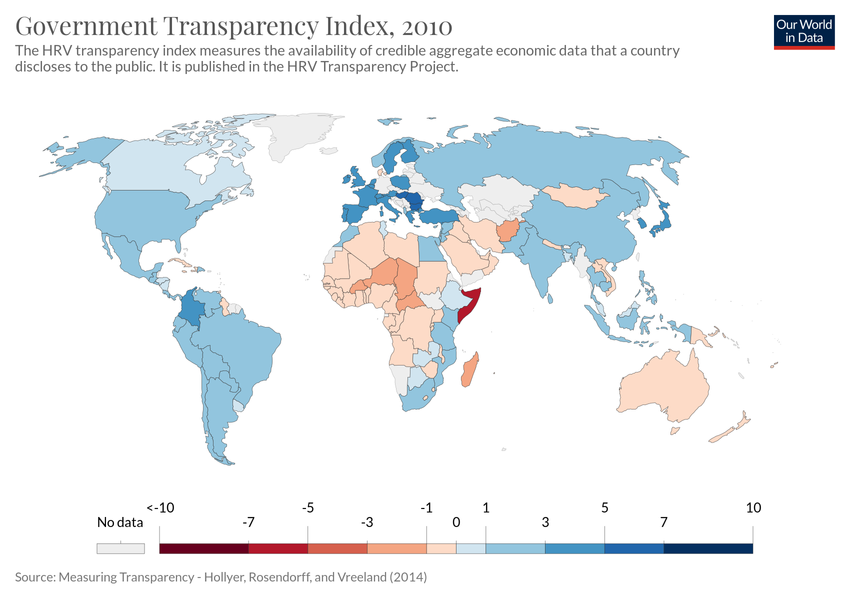 Government Transparency Index, 2010
Our World
in Data
The HRV transparency index measures the availability of credible aggregate economic data that a country
discloses to the public. It is published in the HRV Transparency Project.
<-10 -5 -1 1 5 10
No data -7 -3 0 3 7
Source: Measuring Transparency - Hollyer, Rosendorff, and Vreeland (2014)